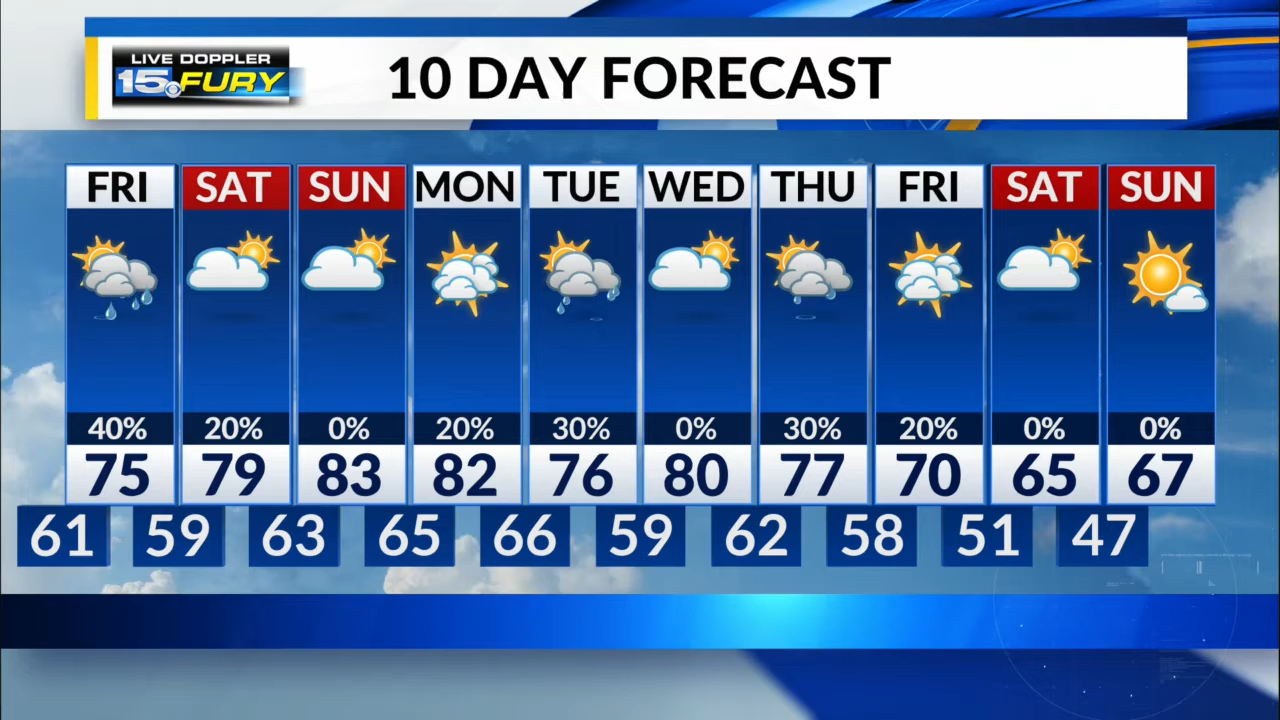 LIVE DOPPLER
15 FURY
10 DAY FORECAST
FRI SAT SUN MON TUE WED THU FRI SAT SUN
40% 20% 0% 20% 30% 0% 30% 20% 0% 0%
75 79 83 82 76 80 77 70 65 67
61 59 63 65 66 59 62 58 51 47